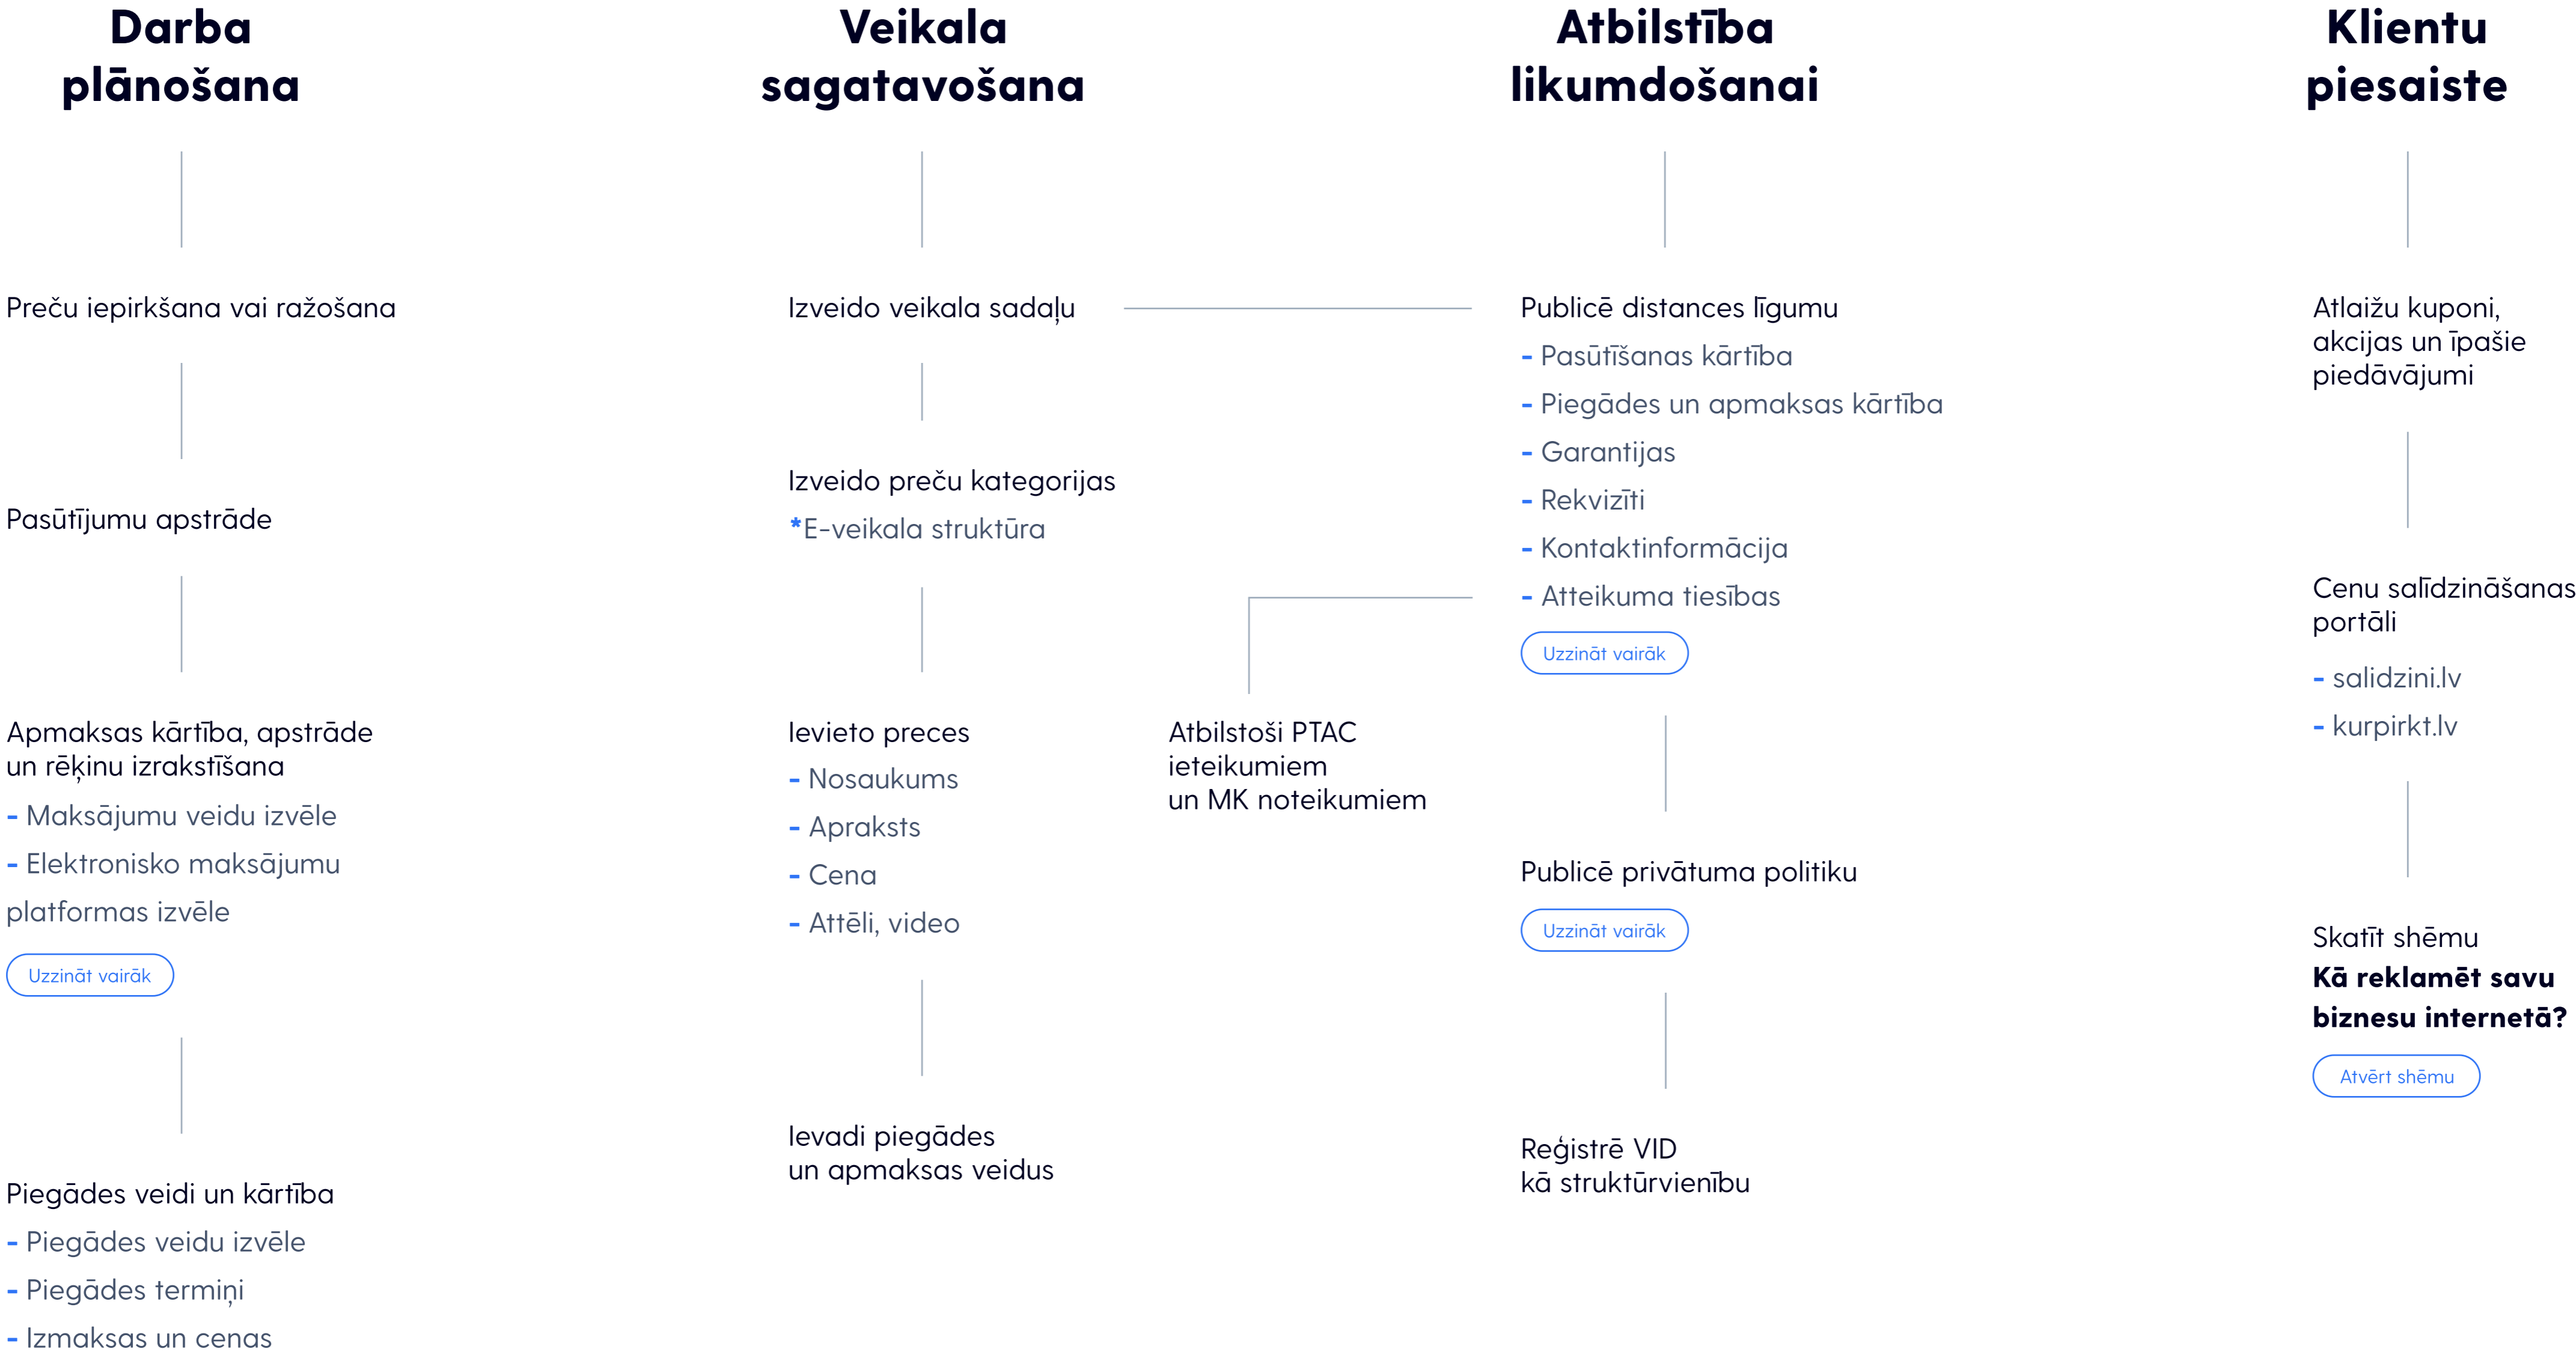 Darba
plānošana
Preču iepirkšana vai ražošana
Pasūtījumu apstrāde
Apmaksas kārtība, apstrāde
un rēķinu izrakstīšana
- Maksājumu veidu izvēle
- Elektronisko maksājumu
platformas izvēle
Uzzināt vairāk
Piegādes veidi un kārtība
- Piegādes veidu izvēle
- Piegādes termiņi
- Izmaksas un cenas
Veikala
sagatavošana
Izveido veikala sadaļu
Izveido preču kategorijas
*E-veikala struktūra
Ievieto preces
- Nosaukums
- Apraksts
- Cena
- Attēli, video
Ievadi piegādes
un apmaksas veidus
Atbilstība
likumdošanai
Publicē distances līgumu
- Pasūtīšanas kārtība
- Piegādes un apmaksas kārtība
- Garantijas
- Rekvizīti
- Kontaktinformācija
- Atteikuma tiesības
Uzzināt vairāk
Atbilstoši PTAC
ieteikumiem
un MK noteikumiem
Publicē privātuma politiku
Uzzināt vairāk
Reģistrē VID
kā struktūrvienību
Klientu
piesaiste
Atlaižu kuponi,
akcijas un īpašie
piedāvājumi
Cenu salīdzināšanas
portāli
- salidzini.lv
- kurpirkt.lv
Skatīt shēmu
Kā reklamēt savu
biznesu internetā?
Atvērt shēmu